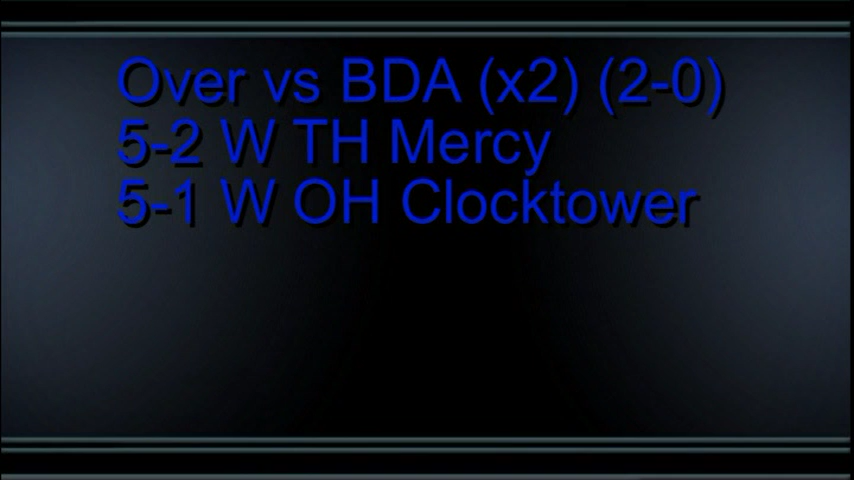 Over vs BDA (x2) (2-0)
5-2 W TH Mercy
5-1 W OH Clocktower